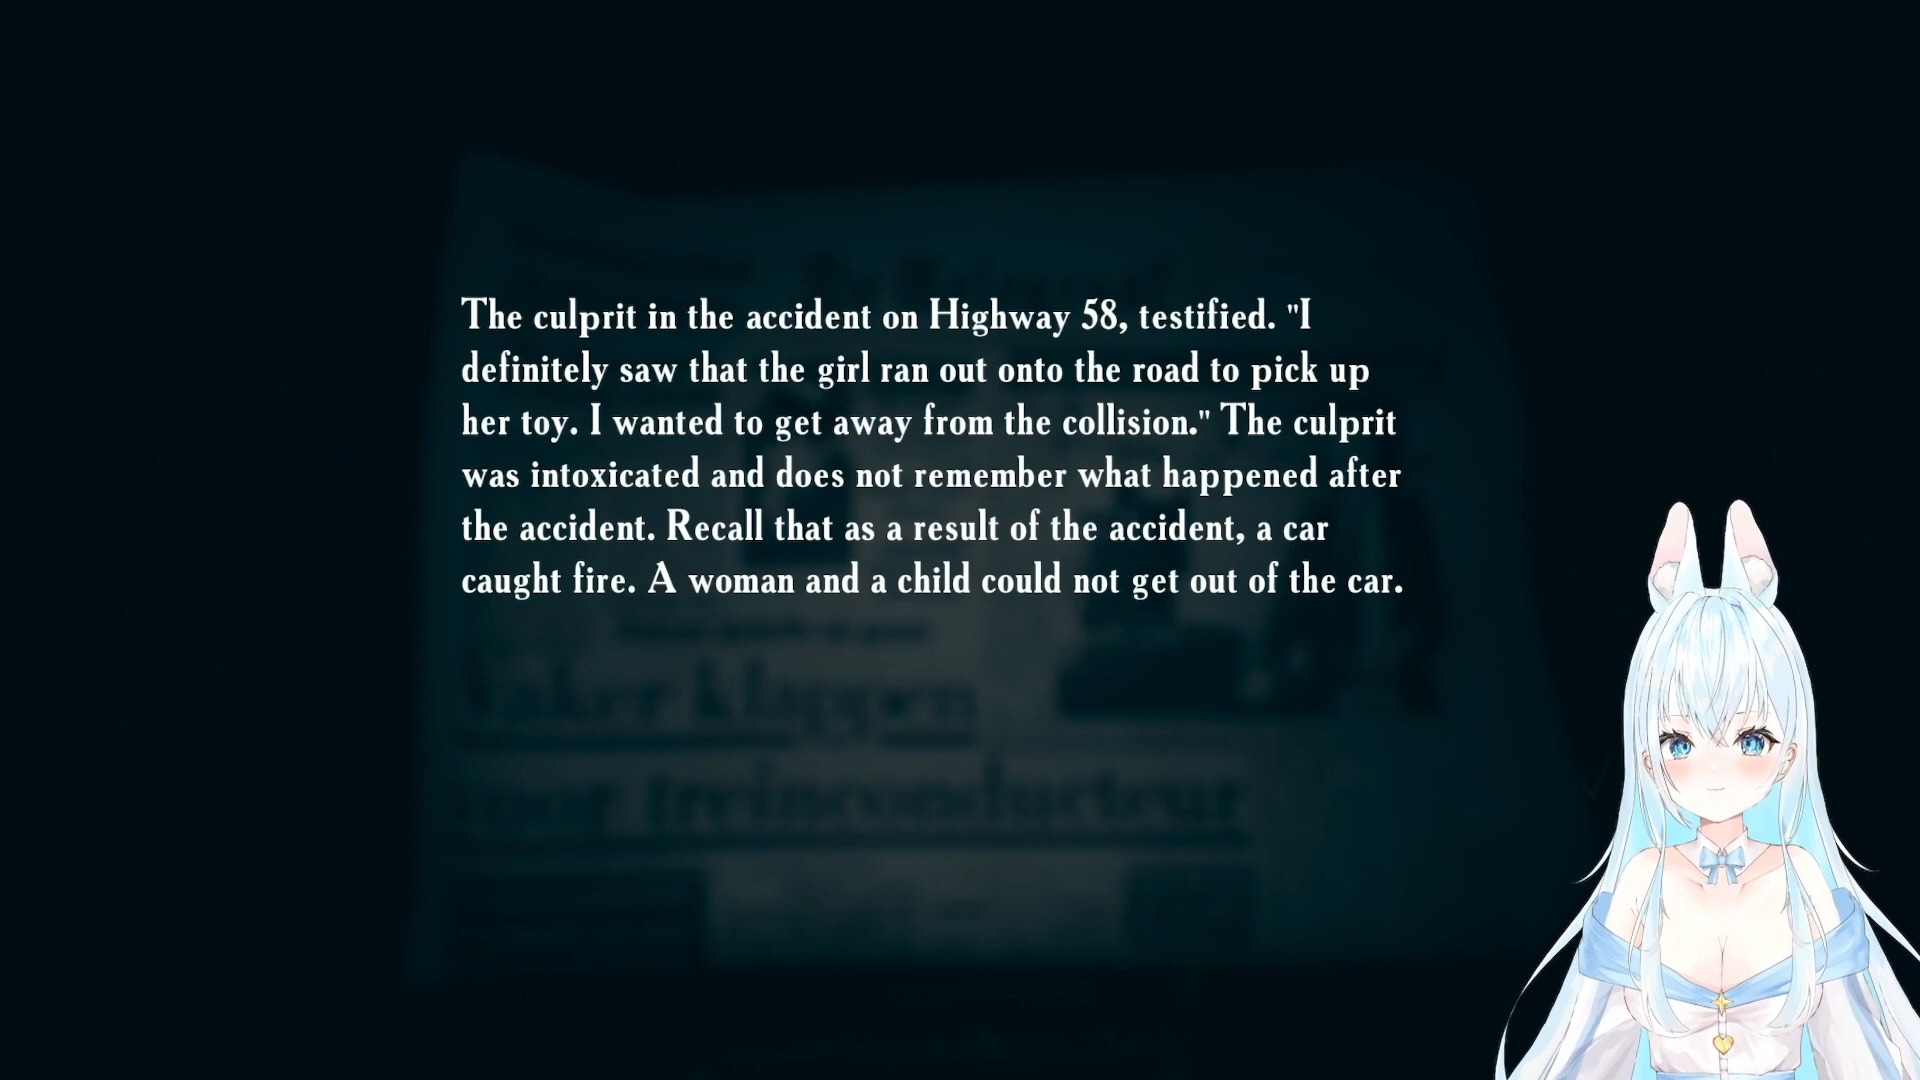 The culprit in the accident on Highway 58, testified. "I
definitely saw that the girl ran out onto the road to pick up
her toy. I wanted to get away from the collision." The culprit
was intoxicated and does not remember what happened after
the accident. Recall that as a result of the accident, a car
caught fire. A woman and a child could not get out of the car.
klappen
treinconducteur